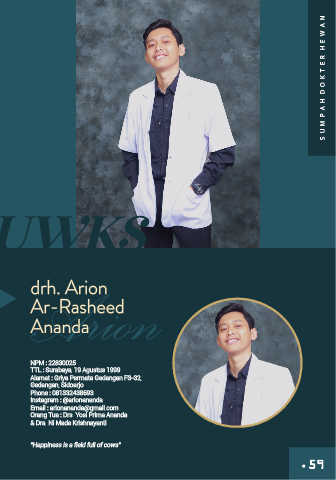 SUMPAH DOKTER HEWAN
UWKS
Arion
drh. Arion
Ar-Rasheed
Ananda
NPM : 22830025
TTL : Surabaya, 19 Agustus 1999
Alamat : Griya Permata Gedangan F3-32,
Gedangan, Sidoarjo
Phone : 081332438693
Instagram : @arionananda
Email : arionananda@gmail.com
Orang Tua : Drs Yosi Prima Ananda
& Dra Ni Made Krishnayanti
"Happiness is a field full of cows"
• 59